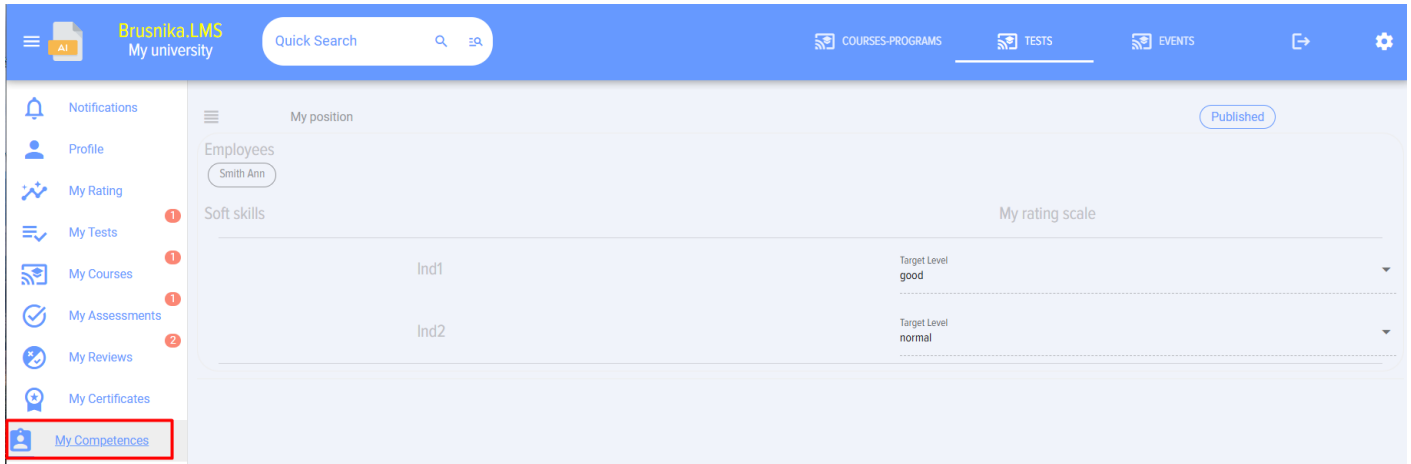 Brusnika.LMS
My university
AI
Quick Search
COURSES-PROGRAMS
TESTS
EVENTS
Notifications
Profile
My Rating
1
My Tests
1
My Courses
1
My Assessments
2
My Reviews
My Certificates
My Competences
My position
Published
Employees
Smith Ann
Soft skills
My rating scale
Ind1
Target Level
good
Ind2
Target Level
normal